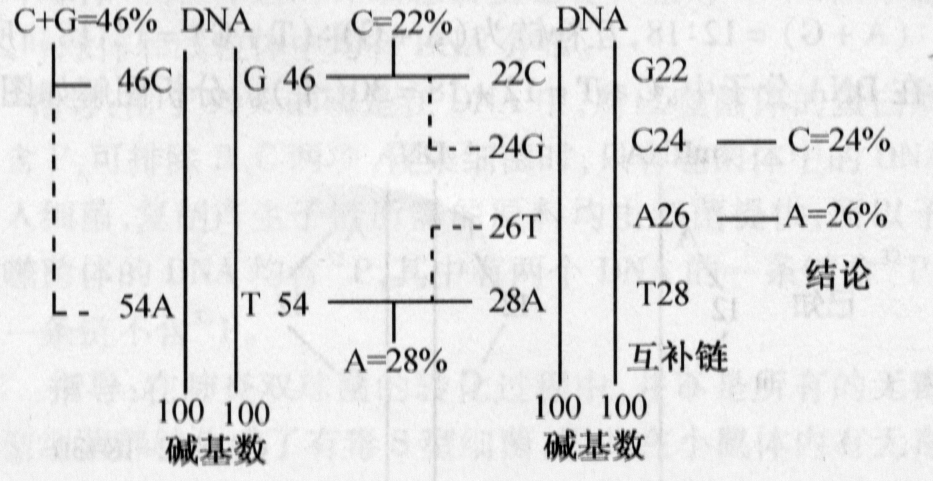 C+G=46% DNA C=22% DNA
46C G 46 22C G22
24G C24 C=24%
26T A26 A=26%
结论
54A T 54 28A T28
A=28% 互补链
100 100 100 100
碱基数 碱基数